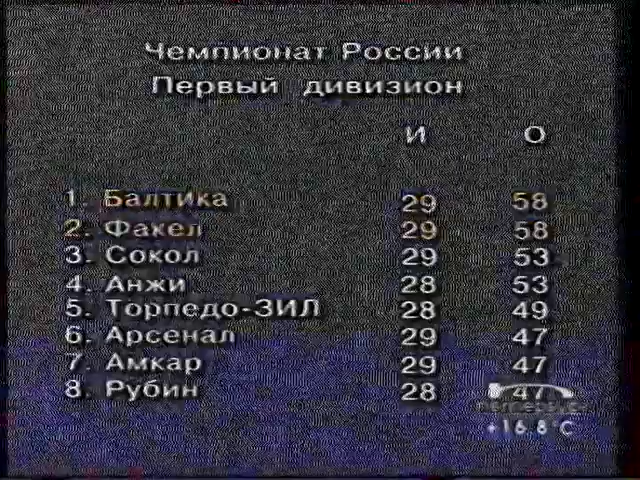 Чемпионат России
Первый дивизион
И О
1. Балтика 29 58
2. Факел 29 58
3. Сокол 29 53
4. Анжи 28 53
5. Торпедо-ЗИЛ 28 49
6. Арсенал 29 47
7. Амкар 29 47
8. Рубин 28 47
+16.8°C